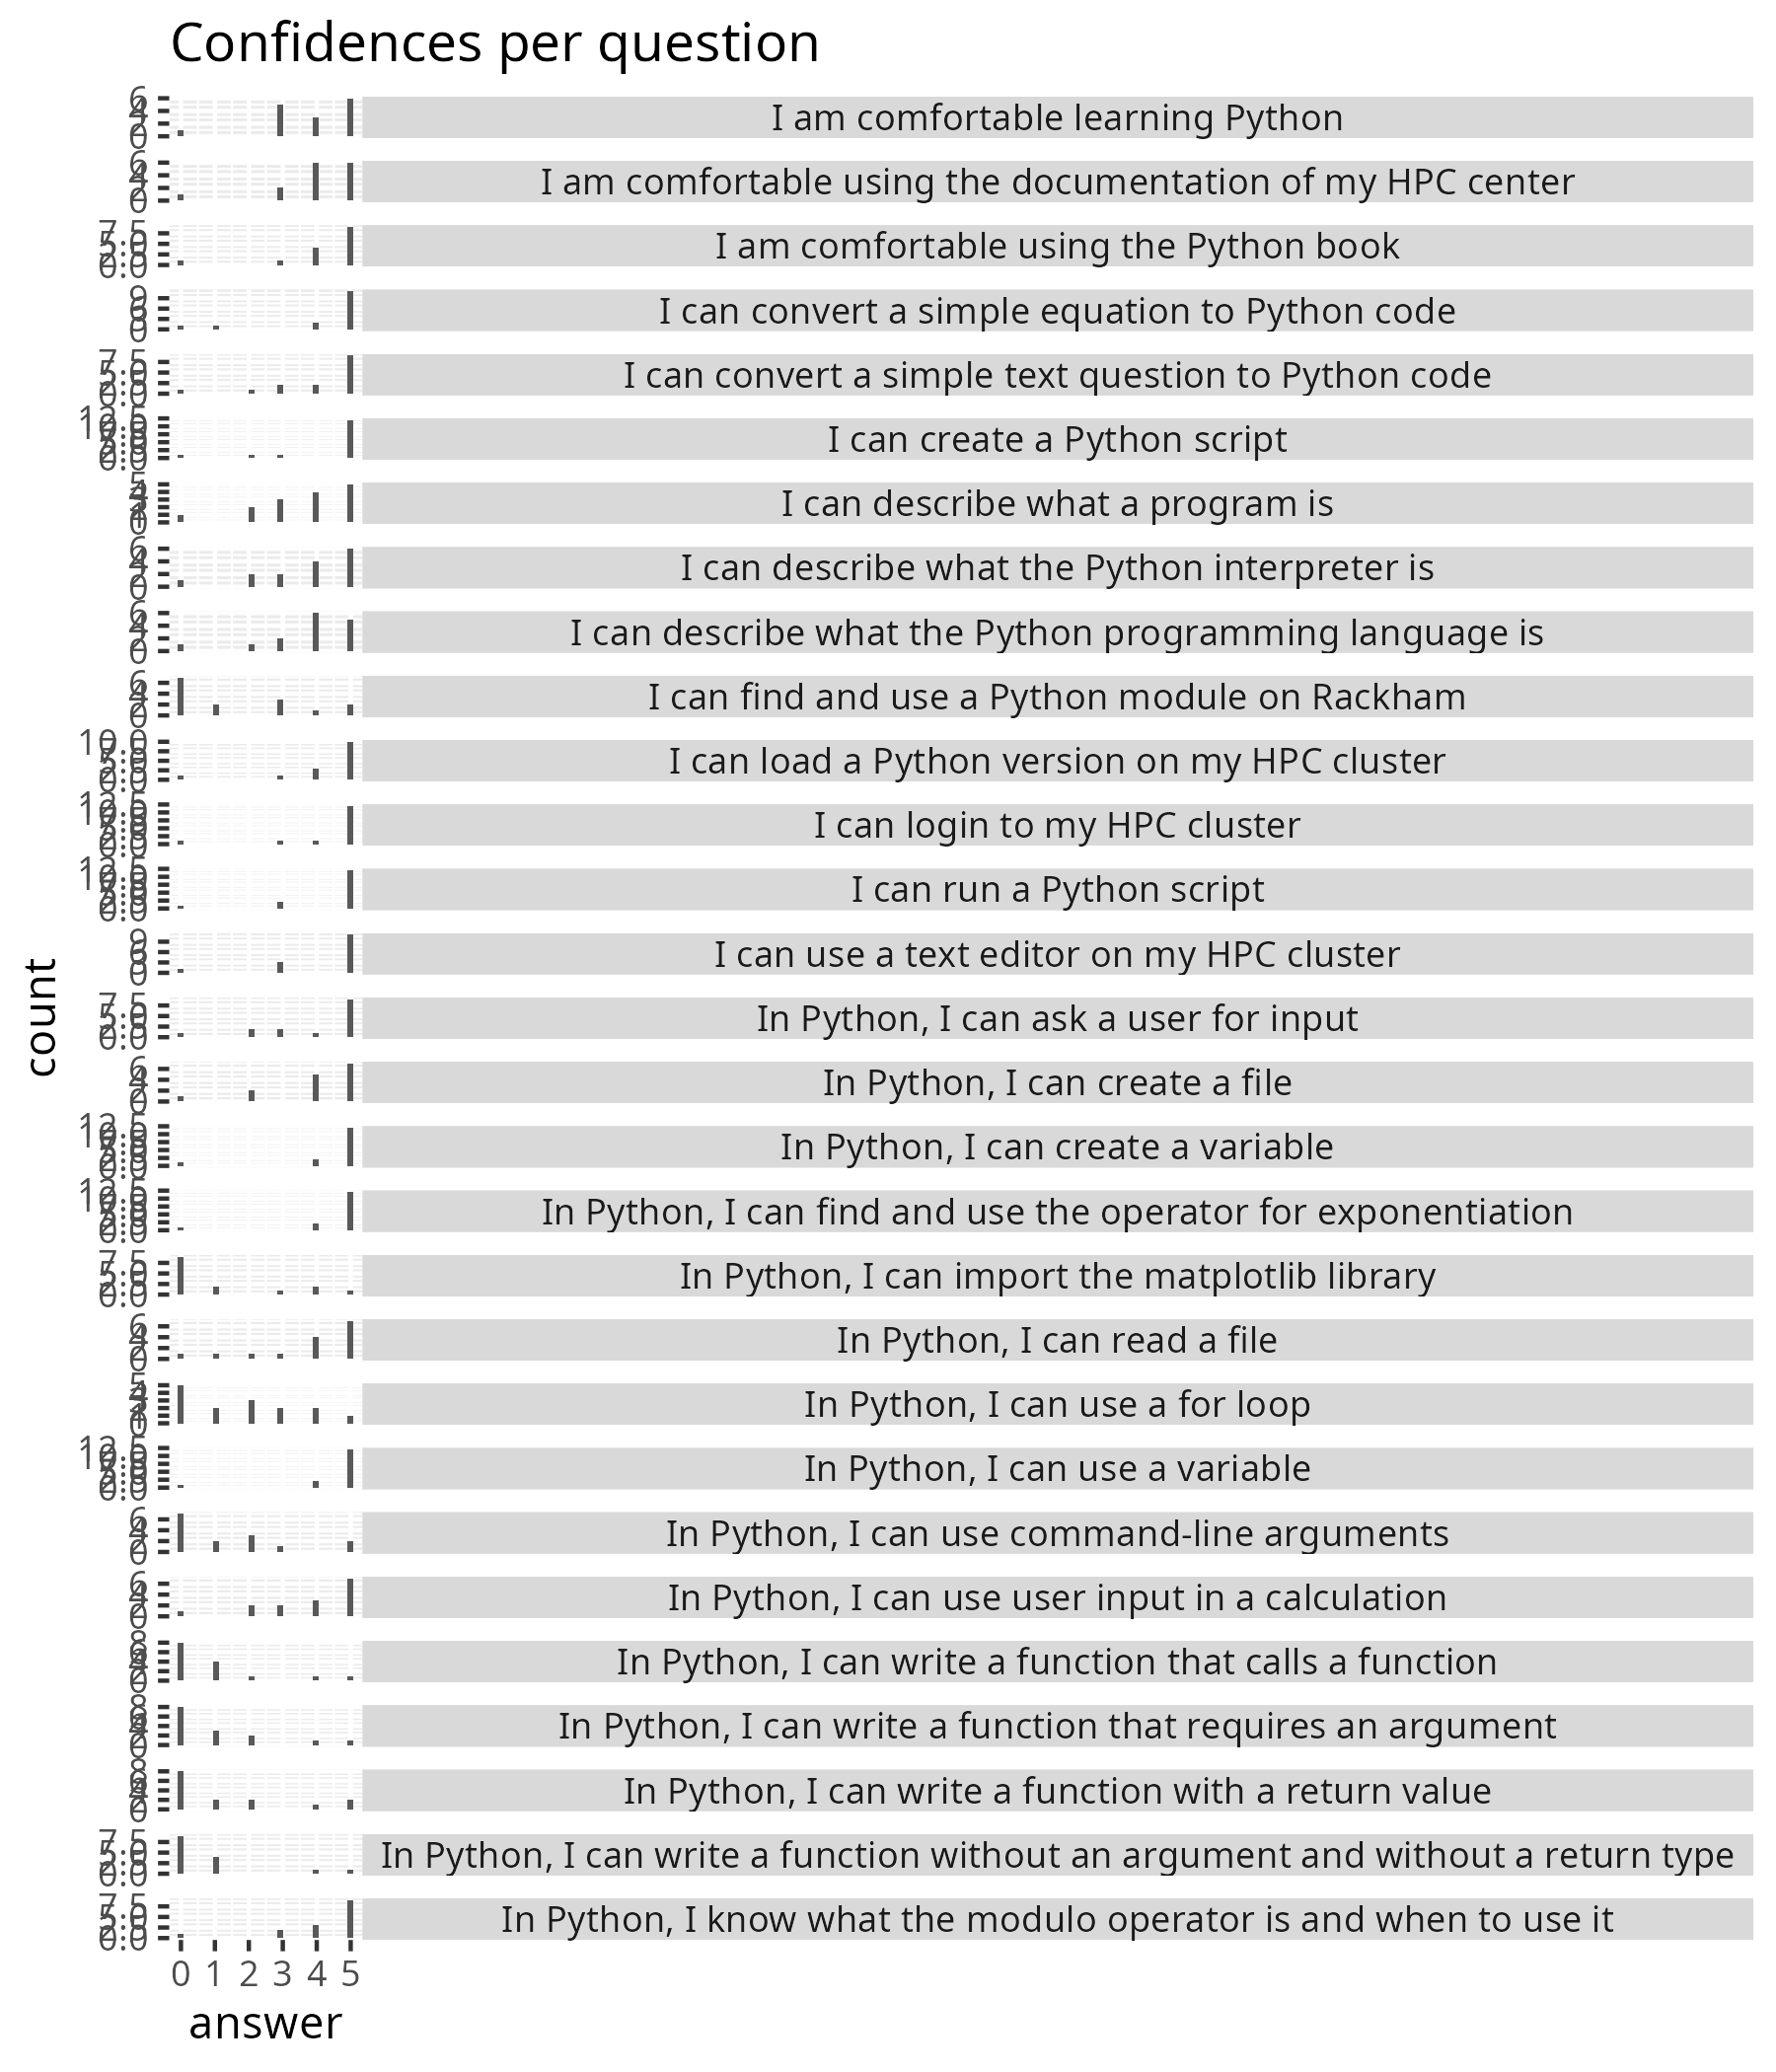 Confidences per question
I am comfortable learning Python
I am comfortable using the documentation of my HPC center
I am comfortable using the Python book
I can convert a simple equation to Python code
I can convert a simple text question to Python code
I can create a Python script
I can describe what a program is
I can describe what the Python interpreter is
I can describe what the Python programming language is
I can find and use a Python module on Rackham
I can load a Python version on my HPC cluster
I can login to my HPC cluster
I can run a Python script
I can use a text editor on my HPC cluster
In Python, I can ask a user for input
In Python, I can create a file
In Python, I can create a variable
In Python, I can find and use the operator for exponentiation
In Python, I can import the matplotlib library
In Python, I can read a file
In Python, I can use a for loop
In Python, I can use a variable
In Python, I can use command-line arguments
In Python, I can use user input in a calculation
In Python, I can write a function that calls a function
In Python, I can write a function that requires an argument
In Python, I can write a function with a return value
In Python, I can write a function without an argument and without a return type
In Python, I know what the modulo operator is and when to use it
count
0 1 2 3 4 5
answer